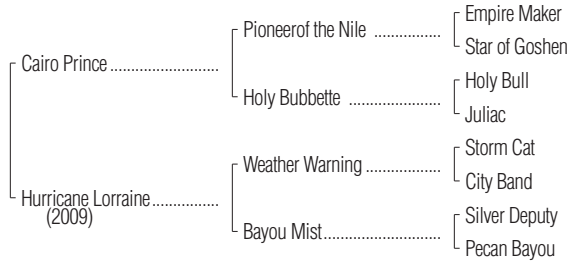 Empire Maker
Pioneerof the Nile ..................
Star of Goshen
Cairo Prince .........................
Holy Bull
Holy Bubbette .........................
Juliac
Storm Cat
Weather Warning ....................
City Band
Hurricane Lorraine ................
(2009)
Silver Deputy
Bayou Mist ...........................
Pecan Bayou